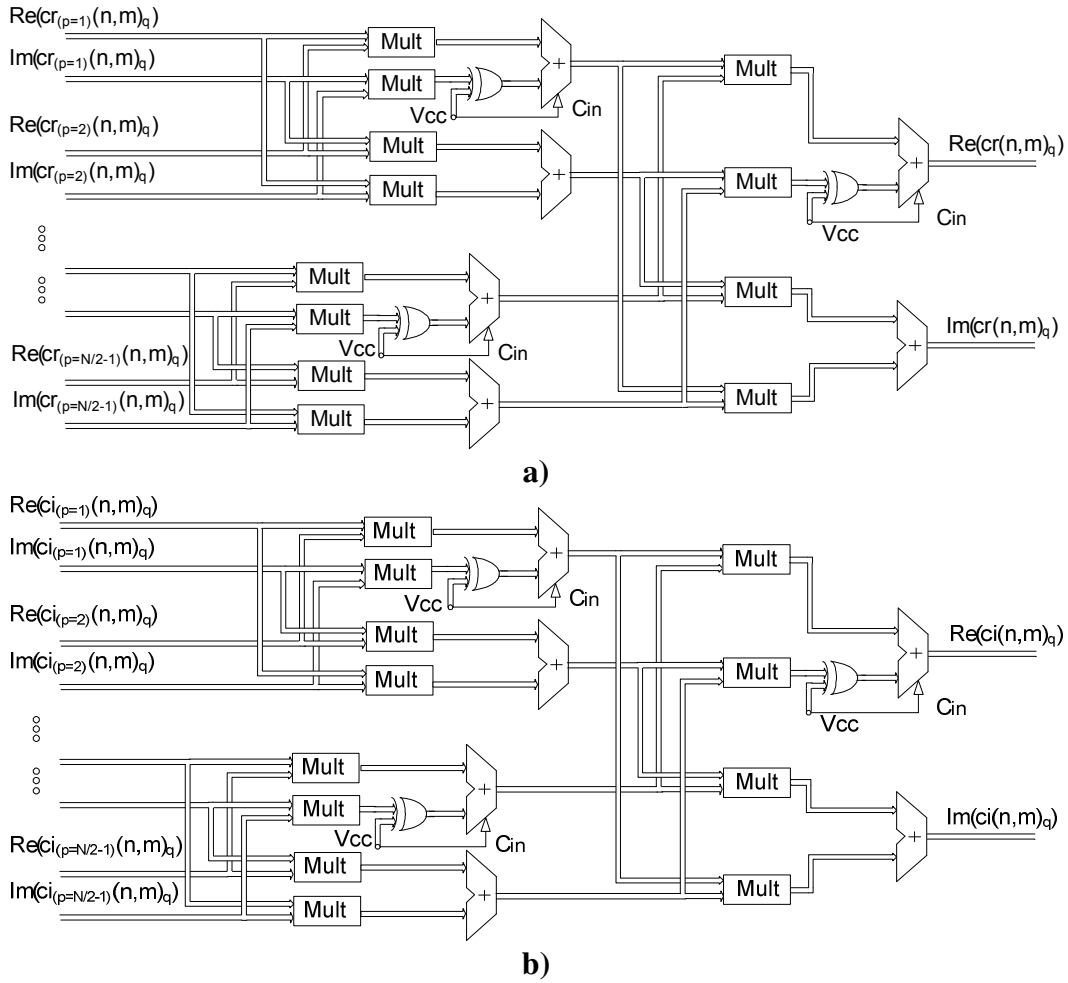 Re(cr(p=1)(n,m)q)
Mult
Im(cr(p=1)(n,m)q)
Mult
+
Mult
Vcc
Cin
Re(cr(p=2)(n,m)q)
Mult
Re(cr(n,m)q)
Im(cr(p=2)(n,m)q)
Mult
+
Mult
+
Vcc
Cin
Mult
Mult
Mult
+
Im(cr(n,m)q)
Re(cr(p=N/2-1)(n,m)q)
Vcc
Cin
+
Mult
Im(cr(p=N/2-1)(n,m)q)
Mult
+
Mult
a)
Re(ci(p=1)(n,m)q)
Mult
Im(ci(p=1)(n,m)q)
Mult
+
Mult
Vcc
Cin
Re(ci(p=2)(n,m)q)
Mult
Re(ci(n,m)q)
Im(ci(p=2)(n,m)q)
Mult
+
Mult
+
Vcc
Cin
Mult
Mult
Mult
+
Im(ci(n,m)q)
Re(ci(p=N/2-1)(n,m)q)
Vcc
Cin
+
Mult
Im(ci(p=N/2-1)(n,m)q)
Mult
+
Mult
b)